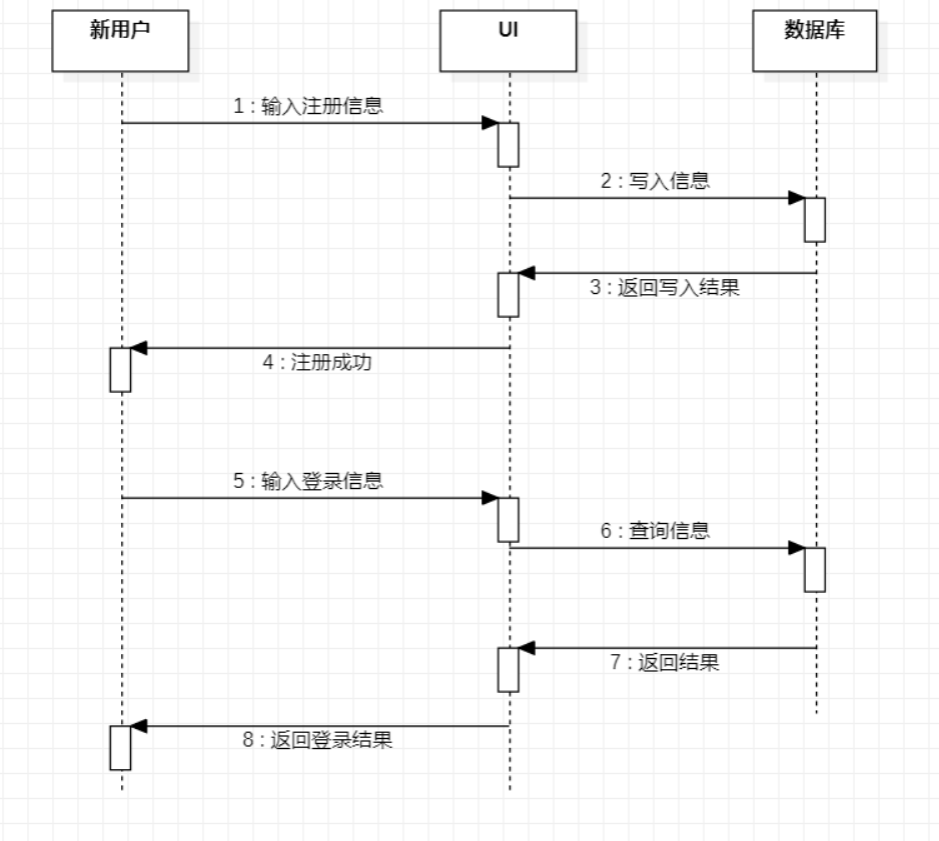 新用户
UI
数据库
1 : 输入注册信息
2 : 写入信息
3 : 返回写入结果
4 : 注册成功
5 : 输入登录信息
6 : 查询信息
7 : 返回结果
8 : 返回登录结果